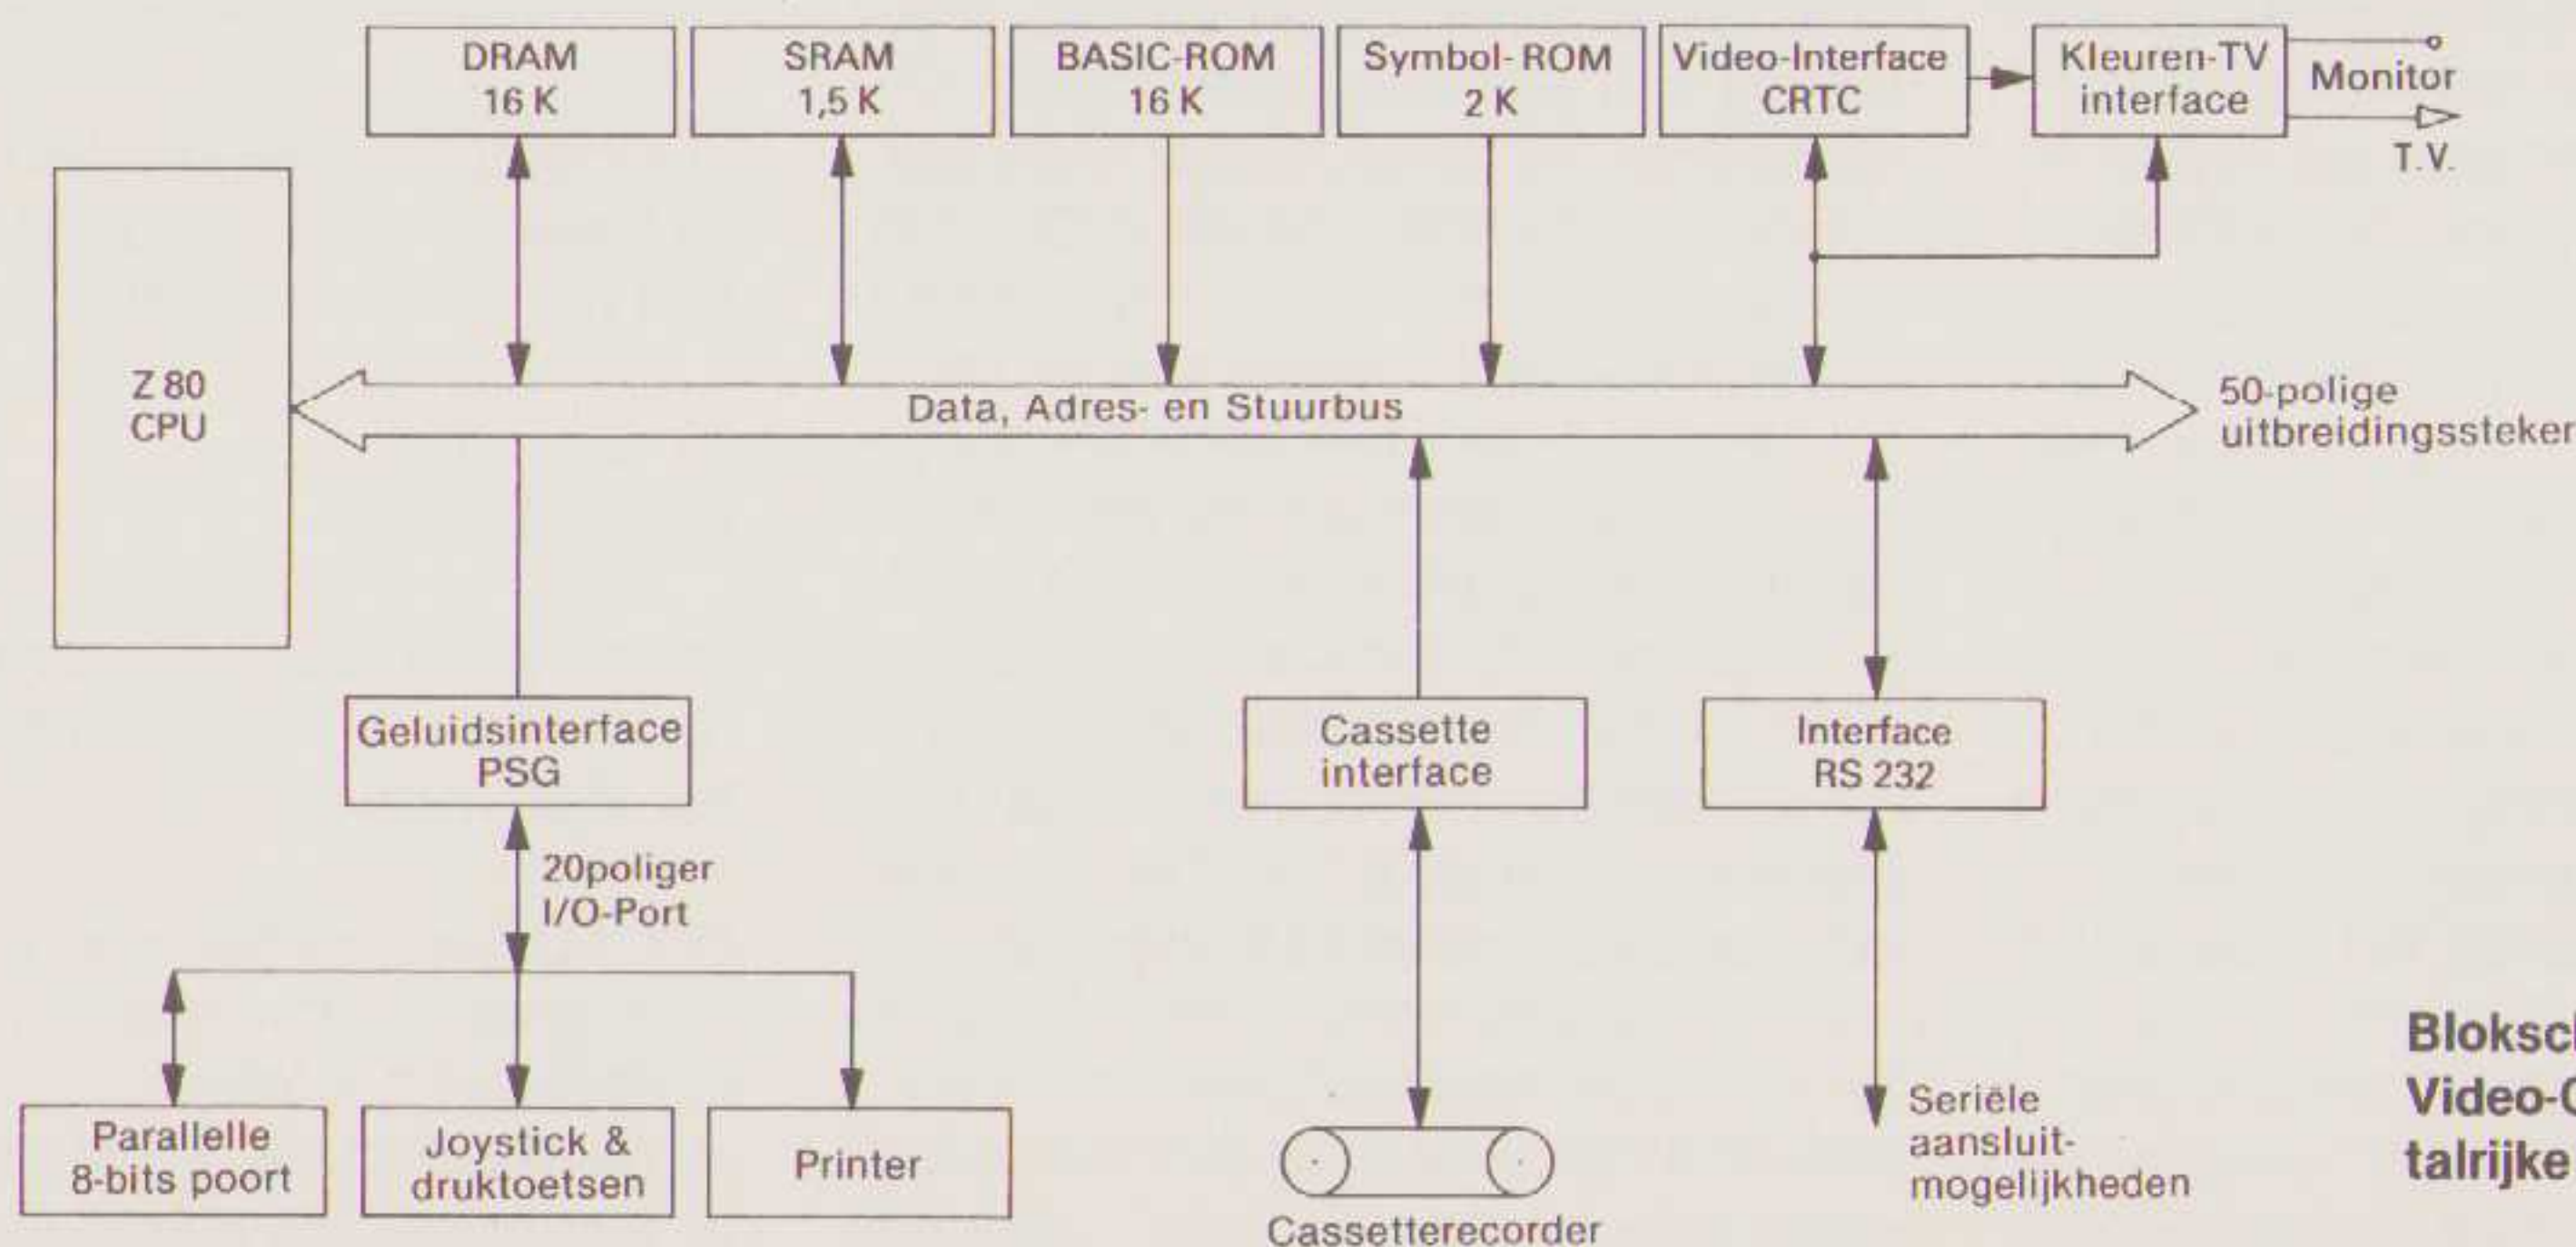 DRAM
16 K
SRAM
1,5 K
BASIC-ROM
16 K
Symbol-ROM
2 K
Video-Interface
CRTC
Kleuren-TV
interface
Monitor
T.V.
Z 80
CPU
Data, Adres- en Stuurbus
50-polige
uitbreidingssteker
Geluidsinterface
PSG
Cassette
interface
Interface
RS 232
20poliger
I/O-Port
Parallelle
8-bits poort
Joystick &
druktoetsen
Printer
Cassetterecorder
Seriële
aansluit-
mogelijkheden
talrijke